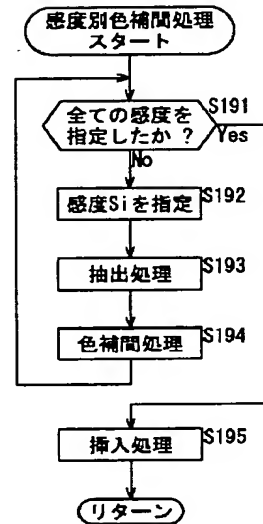 感度別色補間処理
スタート
全ての感度を
指定したか ?
S191
Yes
No
感度Siを指定
S192
抽出処理
S193
色補間処理
S194
挿入処理
S195
リターン